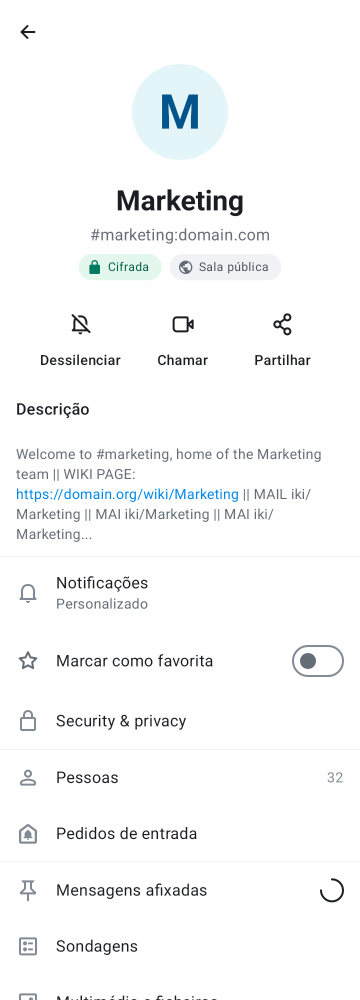 M
Marketing
#marketing:domain.com
Cifrada
Sala pública
Dessilenciar
Chamar
Partilhar
Descrição
Welcome to #marketing, home of the Marketing
team || WIKI PAGE:
https://domain.org/wiki/Marketing || MAIL iki/
Marketing || MAI iki/Marketing || MAI iki/
Marketing...
Notificações
Personalizado
Marcar como favorita
Security & privacy
Pessoas 32
Pedidos de entrada
Mensagens afixadas
Sondagens
Multimédia e ficheiros